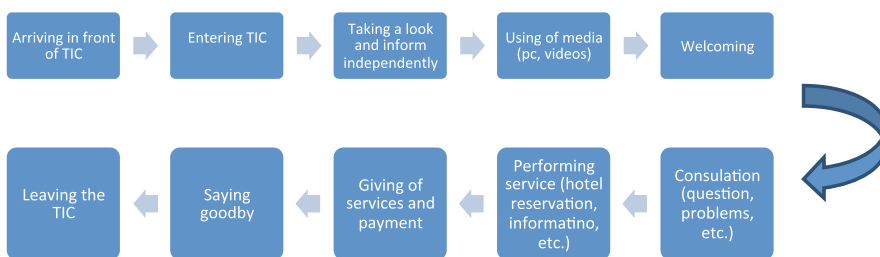 Arriving in front
of TIC
Entering TIC
Taking a look
and inform
independently
Using of media
(pc, videos)
Welcoming
Consulation
(question,
problems,
etc.)
Performing
service (hotel
reservation,
informatino,
etc.)
Giving of
services and
payment
Saying
goodby
Leaving the
TIC